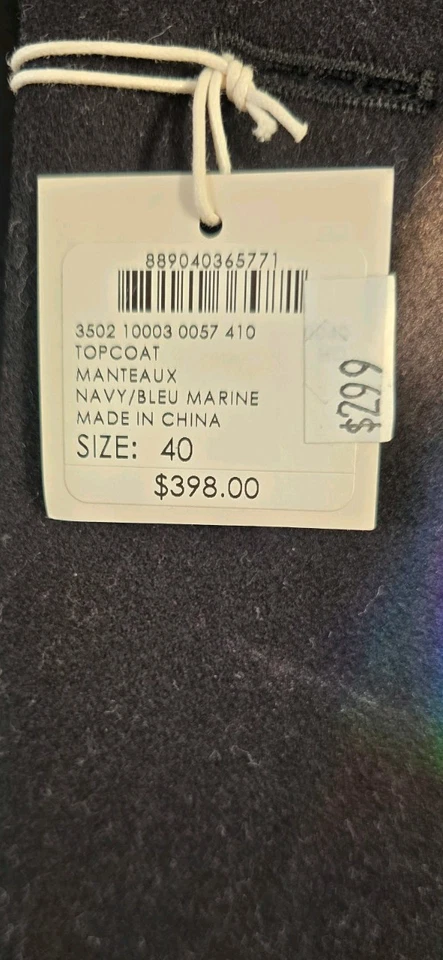 889040365771
3502 10003 0057 410
TOPCOAT
MANTEAUX
NAVY/BLEU MARINE
MADE IN CHINA
SIZE: 40
$398.00
$299